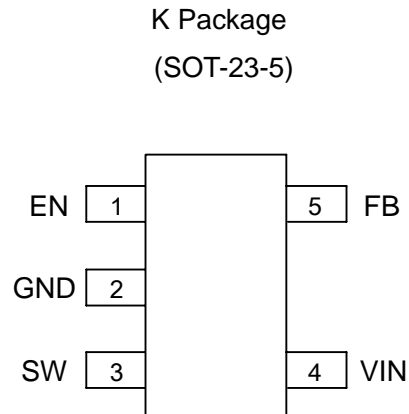 K Package
(SOT-23-5)
EN 1 5 FB
GND 2
SW 3 4 VIN